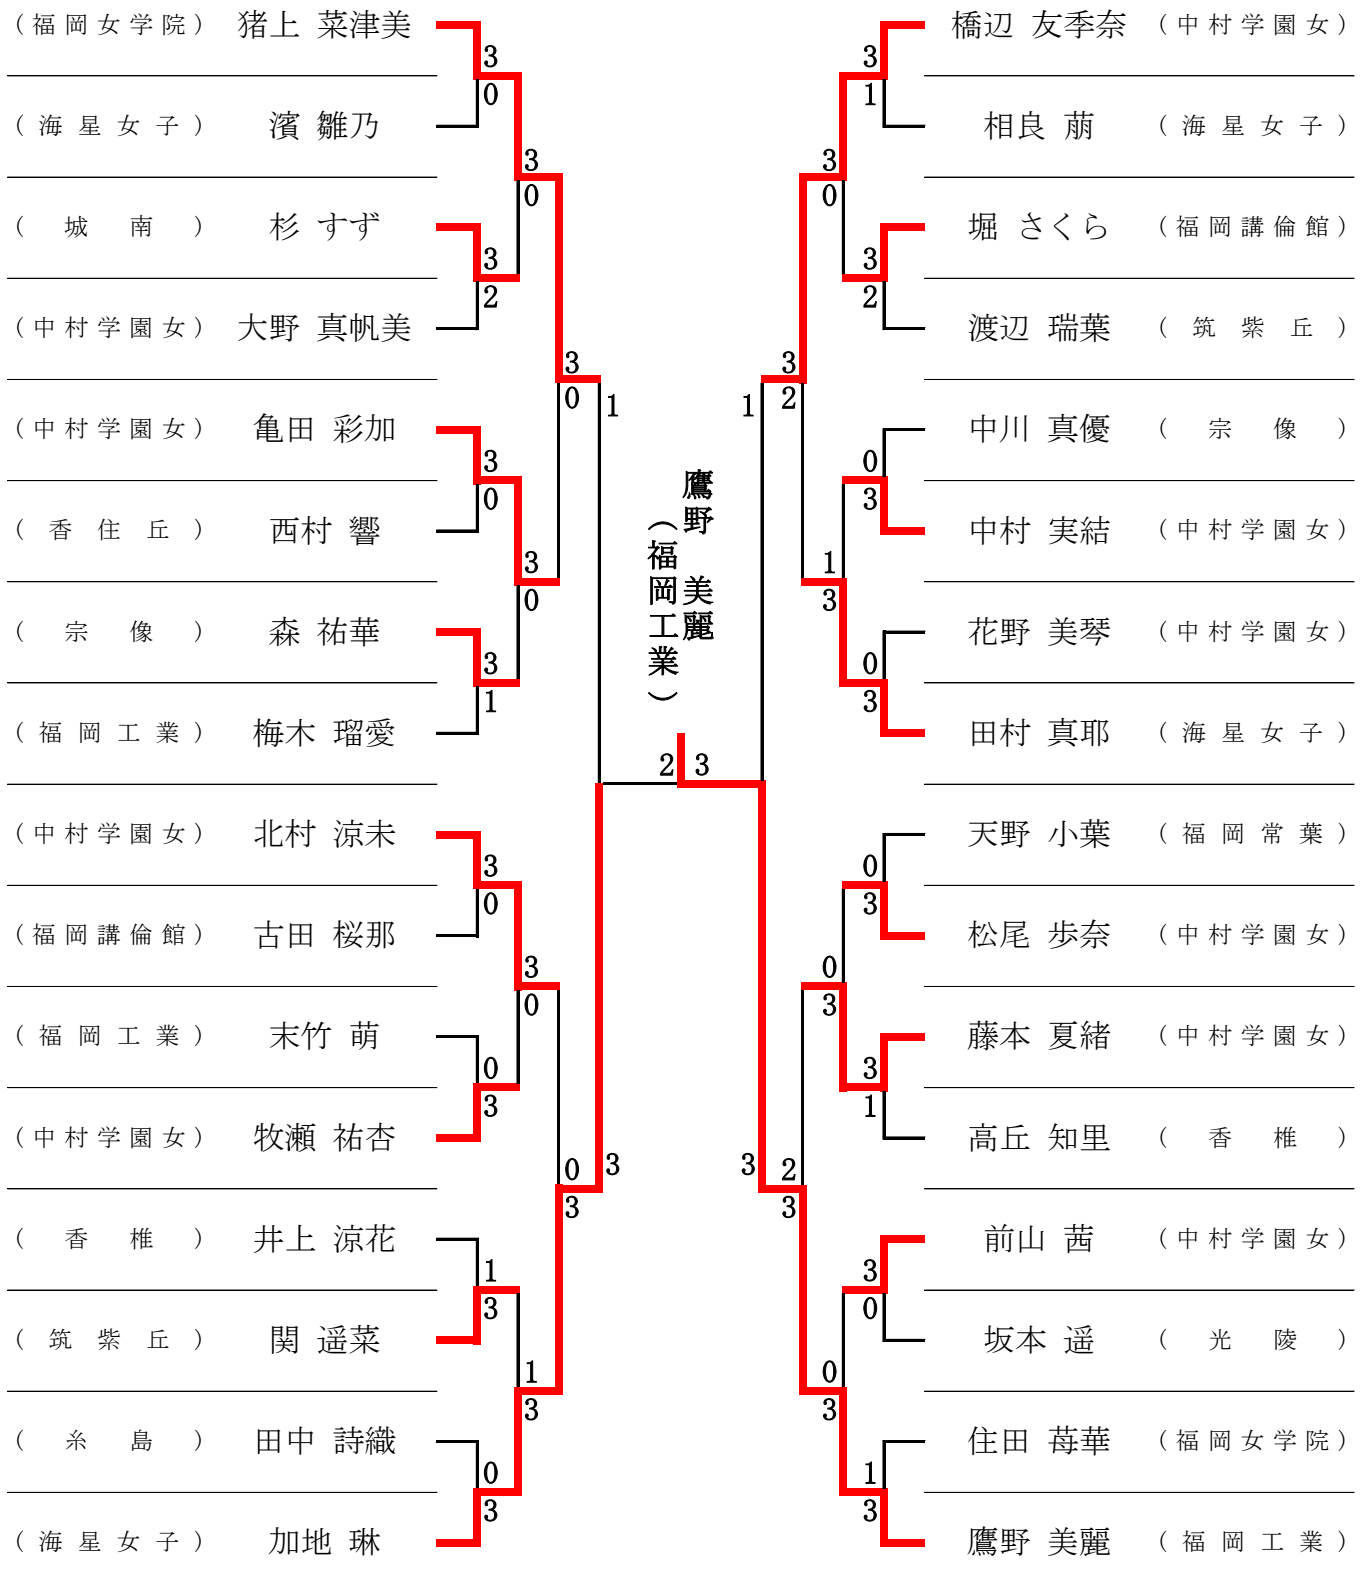 (福岡女学院) 猪上 菜津美
3
0
(海星女子) 濱 雛乃
3
0
(城南) 杉 すず
3
2
(中村学園女) 大野 真帆美
3
0
1
(中村学園女) 亀田 彩加
3
0
(香住丘) 西村 響
3
0
(宗像) 森 祐華
3
1
(福岡工業) 梅木 瑠愛
(中村学園女) 北村 涼未
3
0
(福岡講倫館) 古田 桜那
3
0
(福岡工業) 末竹 萌
0
3
(中村学園女) 牧瀬 祐杏
0
3
3
(香椎) 井上 涼花
1
3
(筑紫丘) 関 遥菜
1
3
(糸島) 田中 詩織
0
3
(海星女子) 加地 琳
鷹野 美麗
(福岡工業)
2 3
橋辺 友季奈 (中村学園女)
3
1
相良 萠 (海星女子)
3
0
堀 さくら (福岡講倫館)
3
2
渡辺 瑞葉 (筑紫丘)
3
2
1
中川 真優 (宗像)
0
3
中村 実結 (中村学園女)
1
3
花野 美琴 (中村学園女)
0
3
田村 真耶 (海星女子)
天野 小葉 (福岡常葉)
0
3
松尾 歩奈 (中村学園女)
0
3
藤本 夏緒 (中村学園女)
3
1
高丘 知里 (香椎)
3
2
3
前山 茜 (中村学園女)
3
0
坂本 遥 (光陵)
0
3
住田 苺華 (福岡女学院)
1
3
鷹野 美麗 (福岡工業)